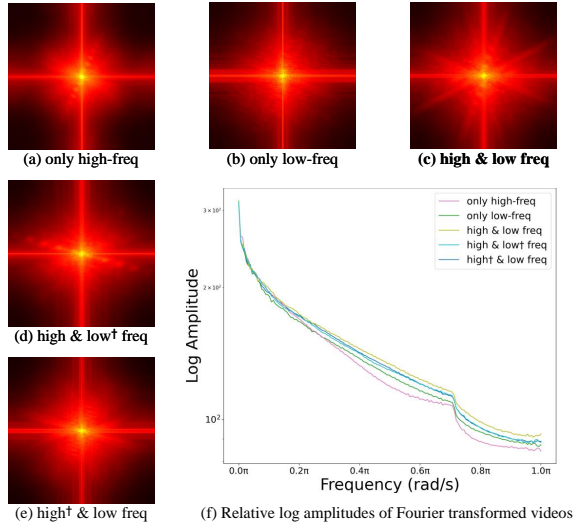 (a) only high-freq
(b) only low-freq
(c) high & low freq
(d) high & low† freq
(e) high† & low freq
only high-freq
only low-freq
high & low freq
high & low† freq
high† & low freq
Log Amplitude
3 × 10²
2 × 10²
10²
0.0π 0.2π 0.4π 0.6π 0.8π 1.0π
Frequency (rad/s)
(f) Relative log amplitudes of Fourier transformed videos